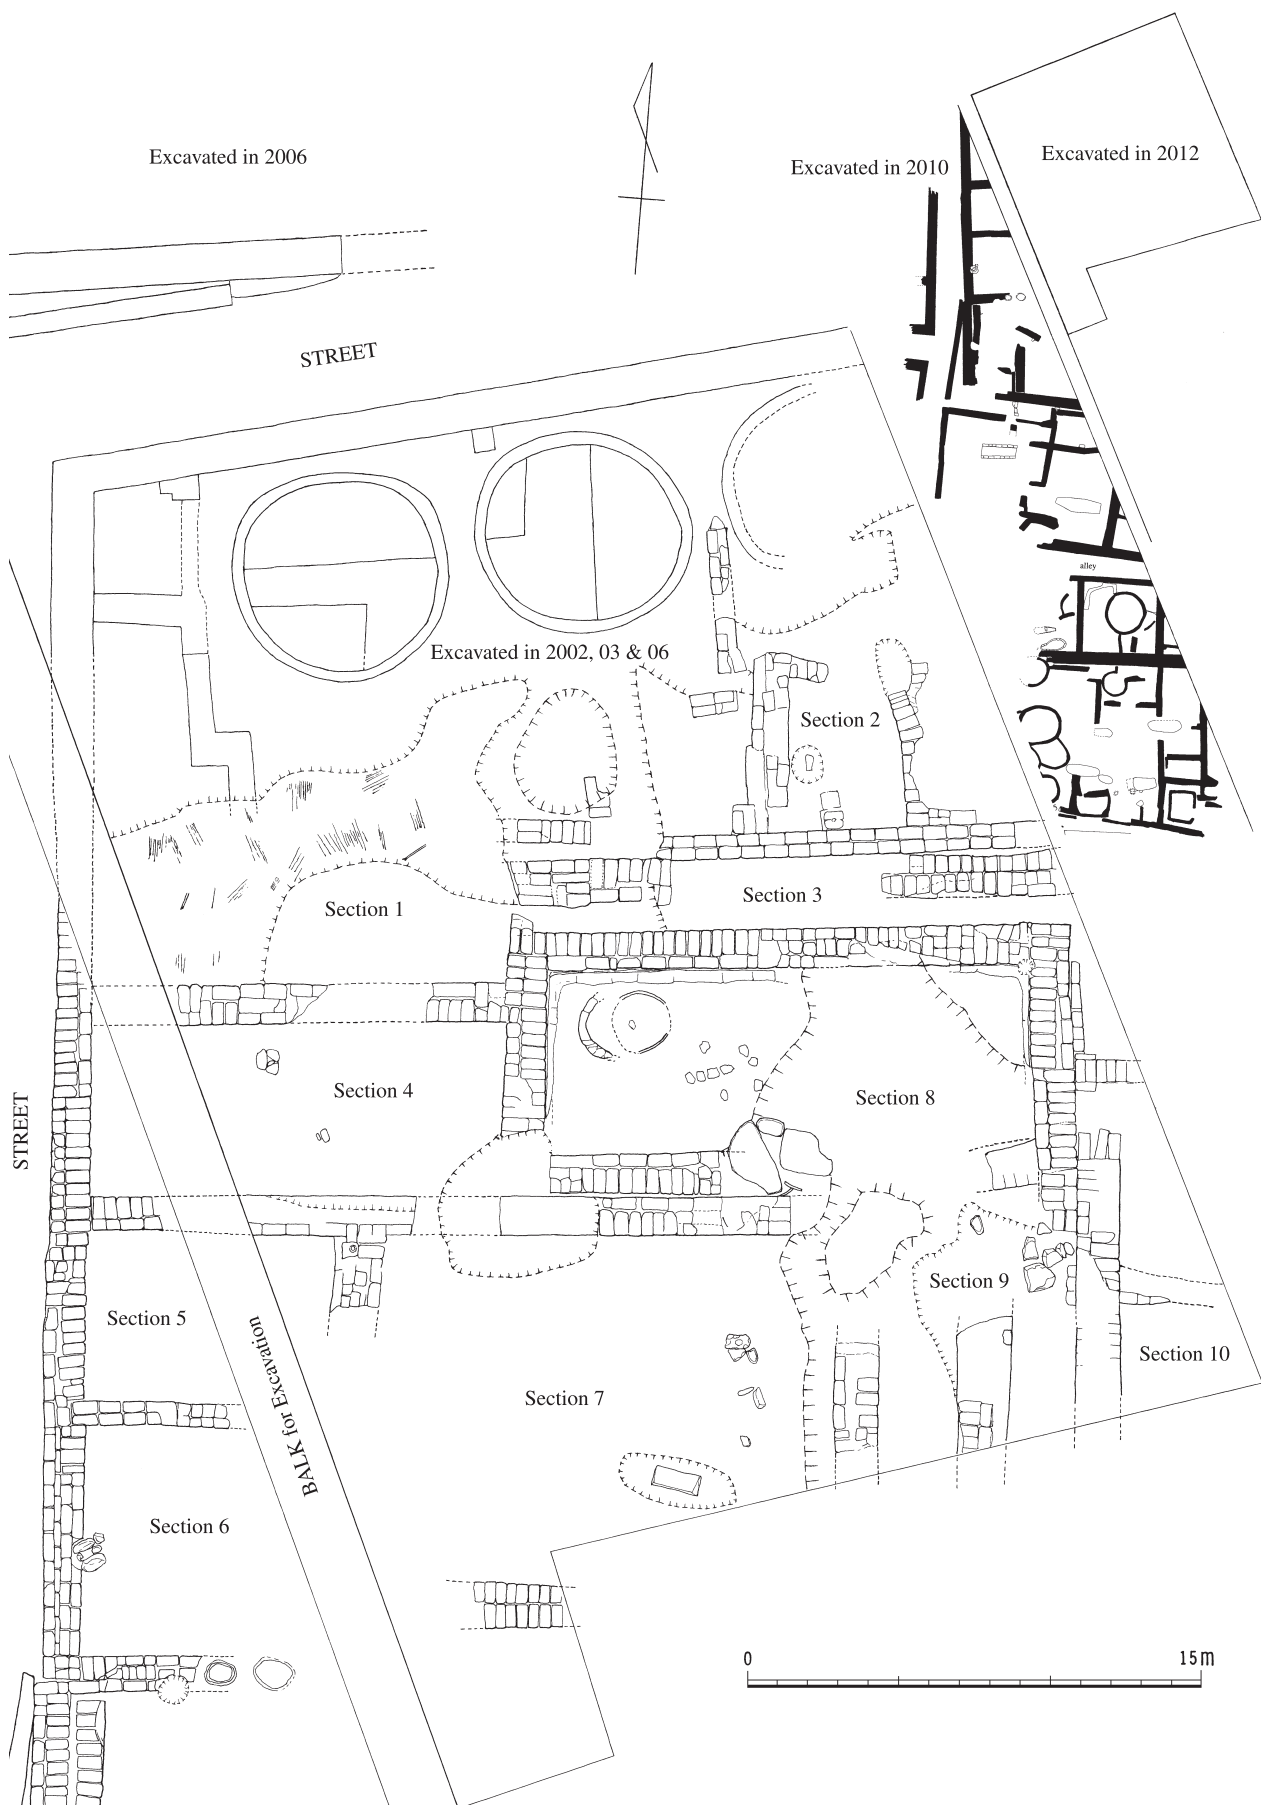 Excavated in 2006
Excavated in 2010
Excavated in 2012
STREET
alley
Excavated in 2002, 03 & 06
Section 2
Section 3
Section 1
Section 4
Section 8
STREET
Section 9
Section 5
Section 10
BALK for Excavation
Section 7
Section 6
0 15m